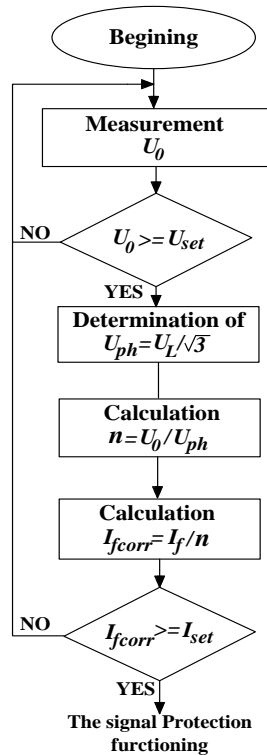 Begining
Measurement
U₀
NO
U₀ >= Uset
YES
Determination of
Uph=UL/√3
Calculation
n=U₀/Uph
Calculation
Ifcorr=If/n
NO
Ifcorr>=Iset
YES
The signal Protection
furctioning